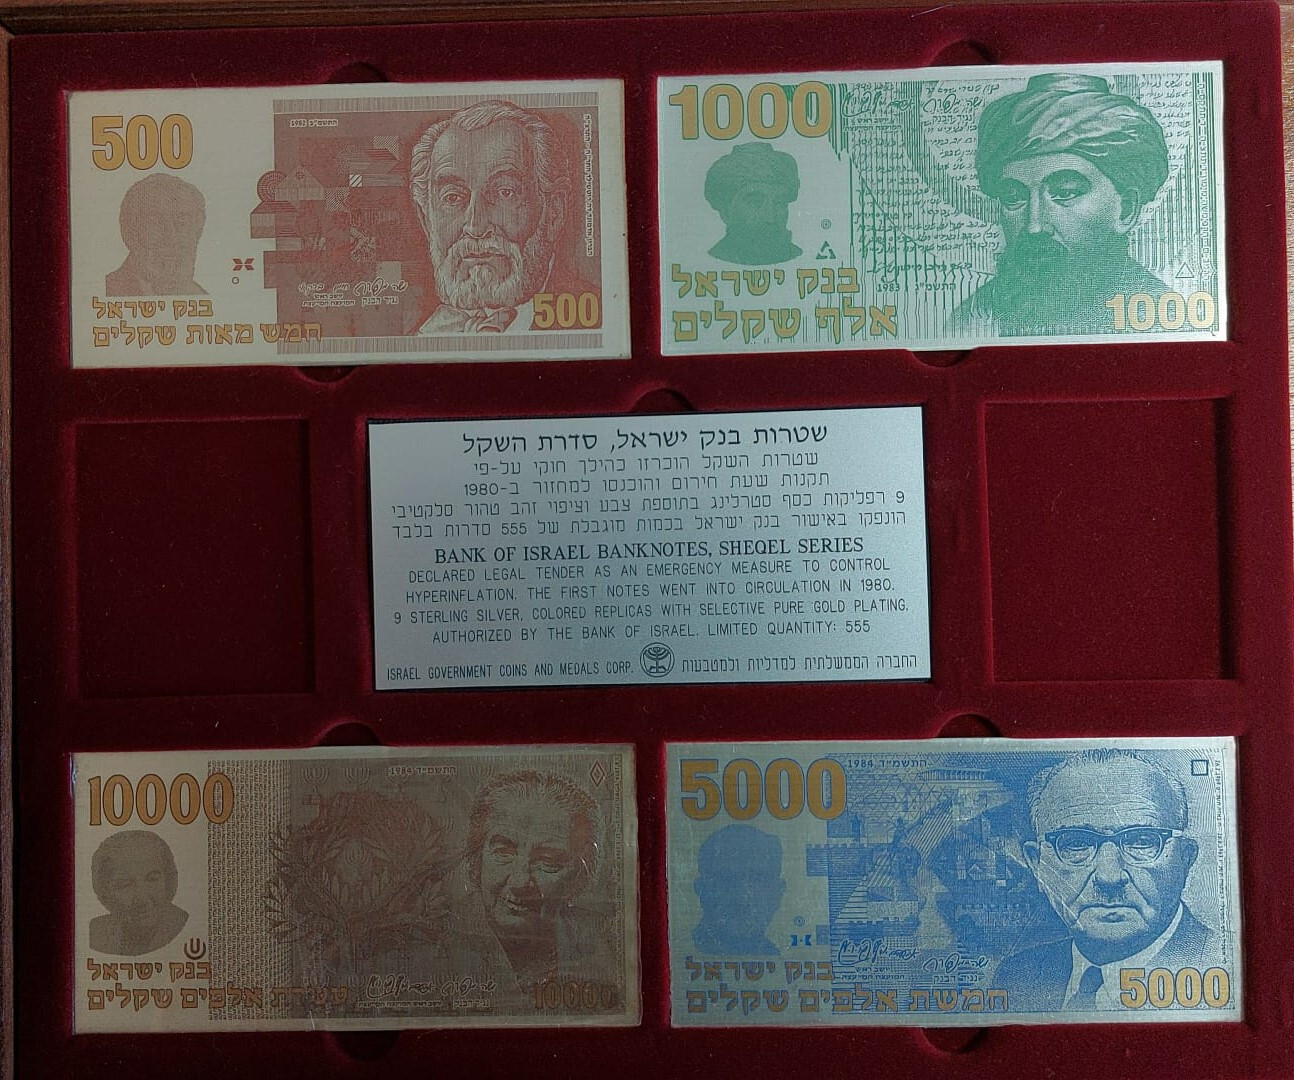 500
התשמ"ב 1982
500
בנק ישראל
חמש מאות שקלים
1000
בנק ישראל
אלף שקלים
התשמ"ג 1983
1000
שטרות בנק ישראל, סדרת השקל
שטרות השקל הוכרזו כהילך חוקי על-פי
תקנות שעת חירום והוכנסו למחזור ב-1980
9 רפליקות כסף סטרלינג בתוספת צבע וציפוי זהב טהור סלקטיבי
הונפקו באישור בנק ישראל בכמות מוגבלת של 555 סדרות בלבד
BANK OF ISRAEL BANKNOTES, SHEQEL SERIES
DECLARED LEGAL TENDER AS AN EMERGENCY MEASURE TO CONTROL
HYPERINFLATION. THE FIRST NOTES WENT INTO CIRCULATION IN 1980.
9 STERLING SILVER, COLORED REPLICAS WITH SELECTIVE PURE GOLD PLATING,
AUTHORIZED BY THE BANK OF ISRAEL. LIMITED QUANTITY: 555
ISRAEL GOVERNMENT COINS AND MEDALS CORP. החברה הממשלתית למדליות ולמטבעות
10000
התשמ"ד 1984
בנק ישראל
עשרת אלפים שקלים
10000
5000
התשמ"ד 1984
בנק ישראל
חמשת אלפים שקלים
5000